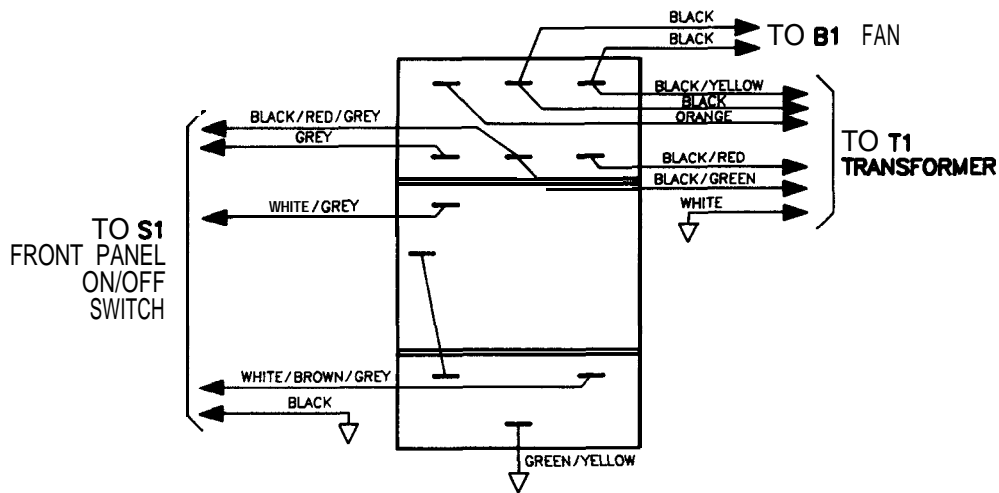 BLACK
BLACK
TO B1 FAN
BLACK/YELLOW
BLACK
ORANGE
BLACK/RED/GREY
GREY
TO T1
TRANSFORMER
BLACK/RED
BLACK/GREEN
WHITE
WHITE/GREY
TO S1
FRONT PANEL
ON/OFF
SWITCH
WHITE/BROWN/GREY
BLACK
GREEN/YELLOW